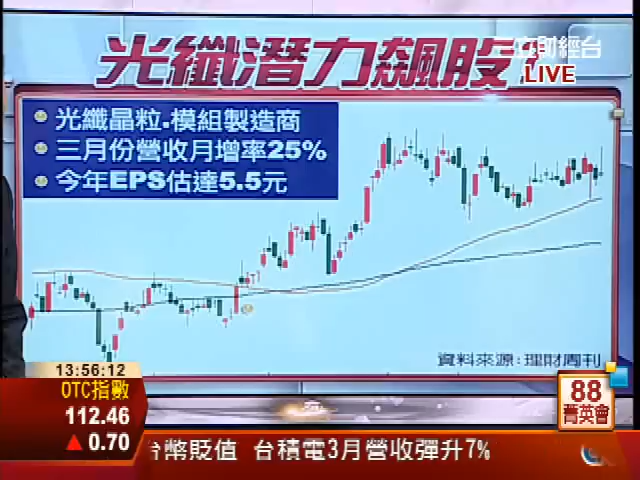 光纖潛力飆股?
財經台
LIVE
光纖晶粒.模組製造商
三月份營收月增率25%
今年EPS估達5.5元
資料來源:理財周刊
13:56:12
OTC指數
112.46
▲0.70
88
菁英會
台幣貶值 台積電3月營收彈升7%